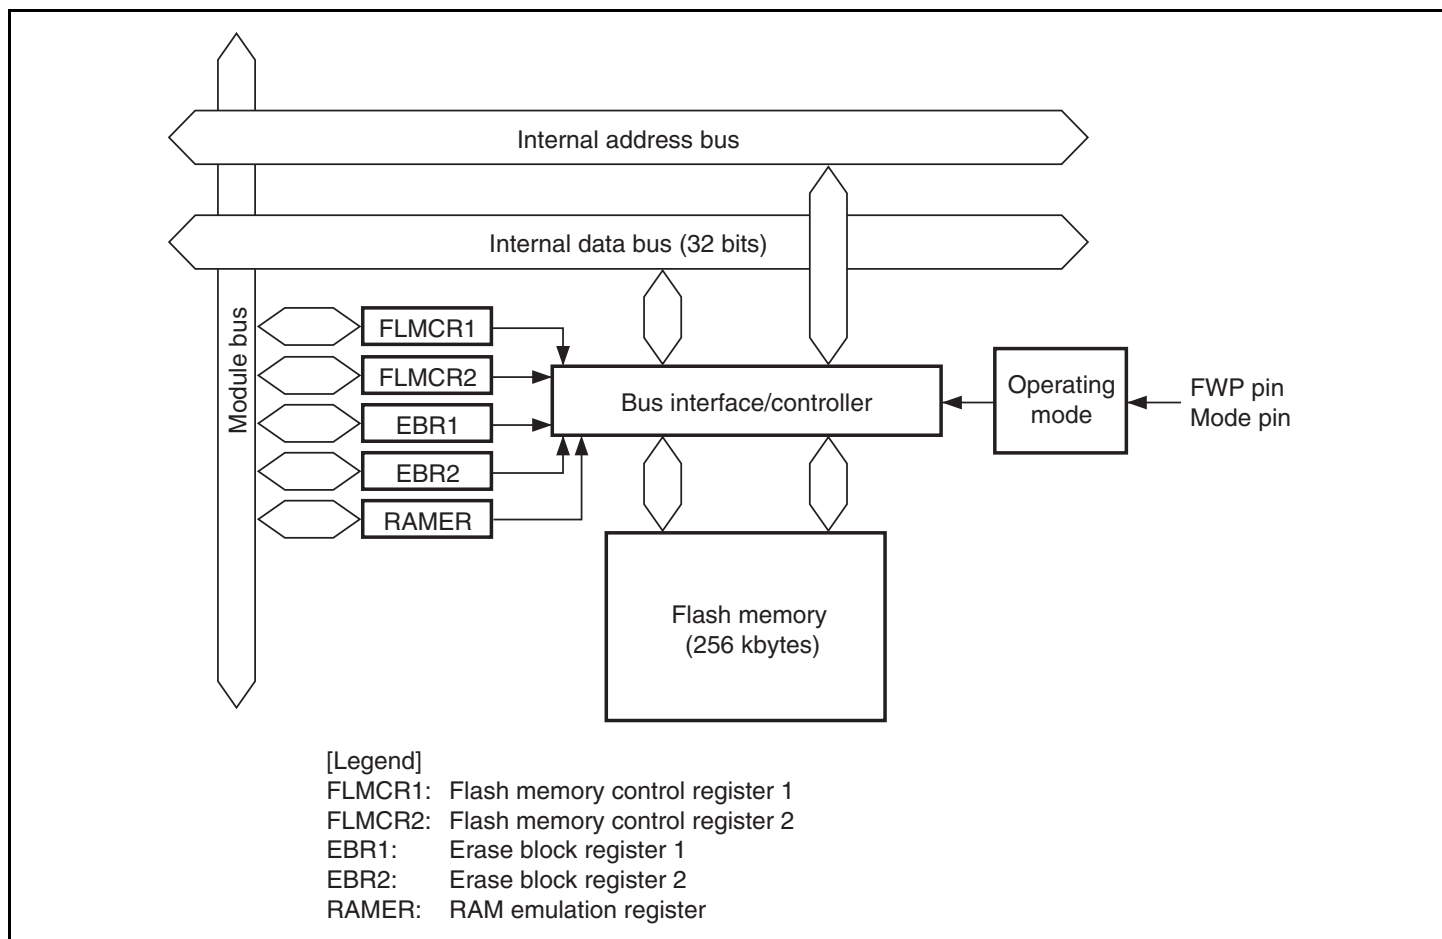 Internal address bus
Internal data bus (32 bits)
Module bus
FLMCR1
FLMCR2
EBR1
EBR2
RAMER
Bus interface/controller
Operating
mode
FWP pin
Mode pin
Flash memory
(256 kbytes)
[Legend]
FLMCR1: Flash memory control register 1
FLMCR2: Flash memory control register 2
EBR1: Erase block register 1
EBR2: Erase block register 2
RAMER: RAM emulation register